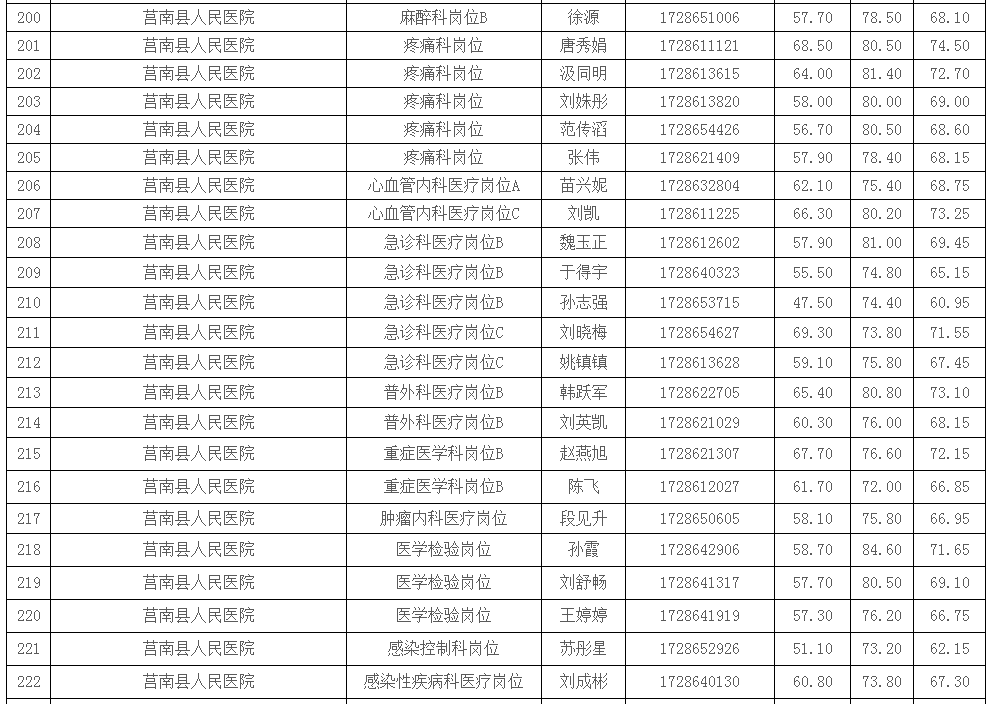 200 莒南县人民医院 麻醉科岗位B 徐源 1728651006 57.70 78.50 68.10
201 莒南县人民医院 疼痛科岗位 唐秀娟 1728611121 68.50 80.50 74.50
202 莒南县人民医院 疼痛科岗位 汲同明 1728613615 64.00 81.40 72.70
203 莒南县人民医院 疼痛科岗位 刘姝彤 1728613820 58.00 80.00 69.00
204 莒南县人民医院 疼痛科岗位 范传滔 1728654426 56.70 80.50 68.60
205 莒南县人民医院 疼痛科岗位 张伟 1728621409 57.90 78.40 68.15
206 莒南县人民医院 心血管内科医疗岗位A 苗兴妮 1728632804 62.10 75.40 68.75
207 莒南县人民医院 心血管内科医疗岗位C 刘凯 1728611225 66.30 80.20 73.25
208 莒南县人民医院 急诊科医疗岗位B 魏玉正 1728612602 57.90 81.00 69.45
209 莒南县人民医院 急诊科医疗岗位B 于得宇 1728640323 55.50 74.80 65.15
210 莒南县人民医院 急诊科医疗岗位B 孙志强 1728653715 47.50 74.40 60.95
211 莒南县人民医院 急诊科医疗岗位C 刘晓梅 1728654627 69.30 73.80 71.55
212 莒南县人民医院 急诊科医疗岗位C 姚镇镇 1728613628 59.10 75.80 67.45
213 莒南县人民医院 普外科医疗岗位B 韩跃军 1728622705 65.40 80.80 73.10
214 莒南县人民医院 普外科医疗岗位B 刘英凯 1728621029 60.30 76.00 68.15
215 莒南县人民医院 重症医学科岗位B 赵燕旭 1728621307 67.70 76.60 72.15
216 莒南县人民医院 重症医学科岗位B 陈飞 1728612027 61.70 72.00 66.85
217 莒南县人民医院 肿瘤内科医疗岗位 段见升 1728650605 58.10 75.80 66.95
218 莒南县人民医院 医学检验岗位 孙霞 1728642906 58.70 84.60 71.65
219 莒南县人民医院 医学检验岗位 刘舒畅 1728641317 57.70 80.50 69.10
220 莒南县人民医院 医学检验岗位 王婷婷 1728641919 57.30 76.20 66.75
221 莒南县人民医院 感染控制科岗位 苏彤星 1728652926 51.10 73.20 62.15
222 莒南县人民医院 感染性疾病科医疗岗位 刘成彬 1728640130 60.80 73.80 67.30